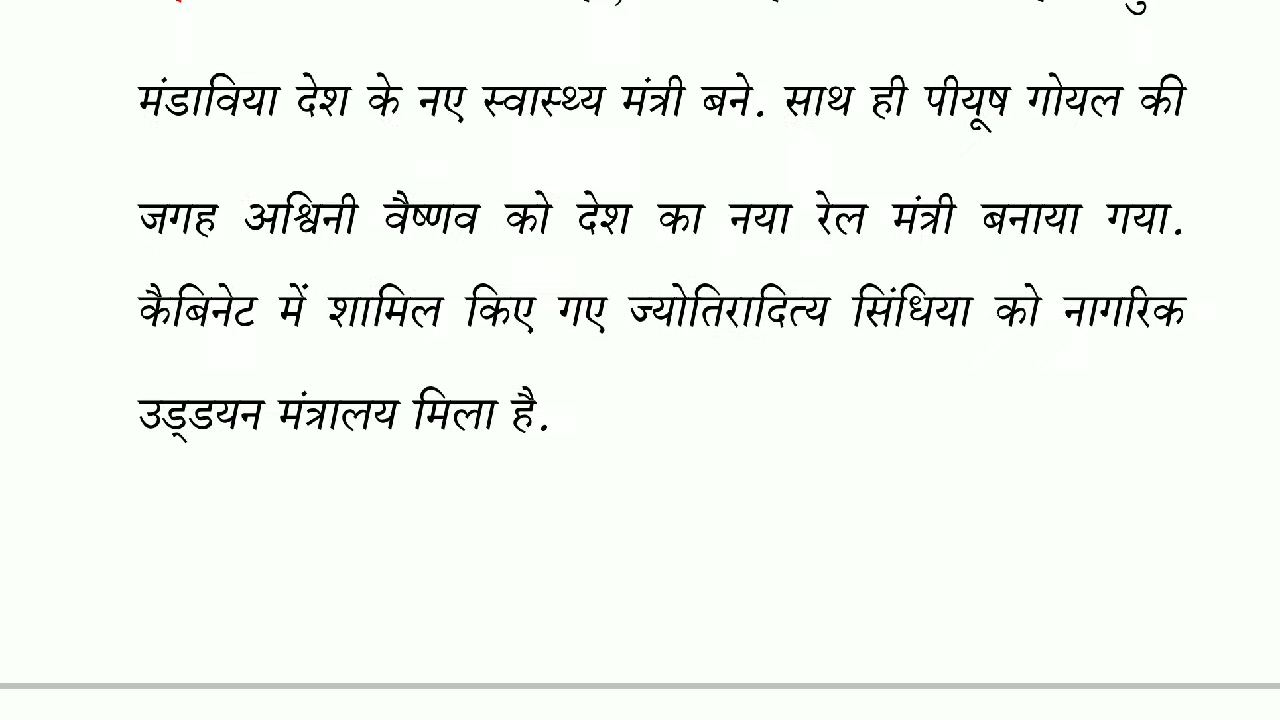 मंडाविया देश के नए स्वास्थ्य मंत्री बने. साथ ही पीयूष गोयल की
जगह अश्विनी वैष्णव को देश का नया रेल मंत्री बनाया गया.
कैबिनेट में शामिल किए गए ज्योतिरादित्य सिंधिया को नागरिक
उड्डयन मंत्रालय मिला है.